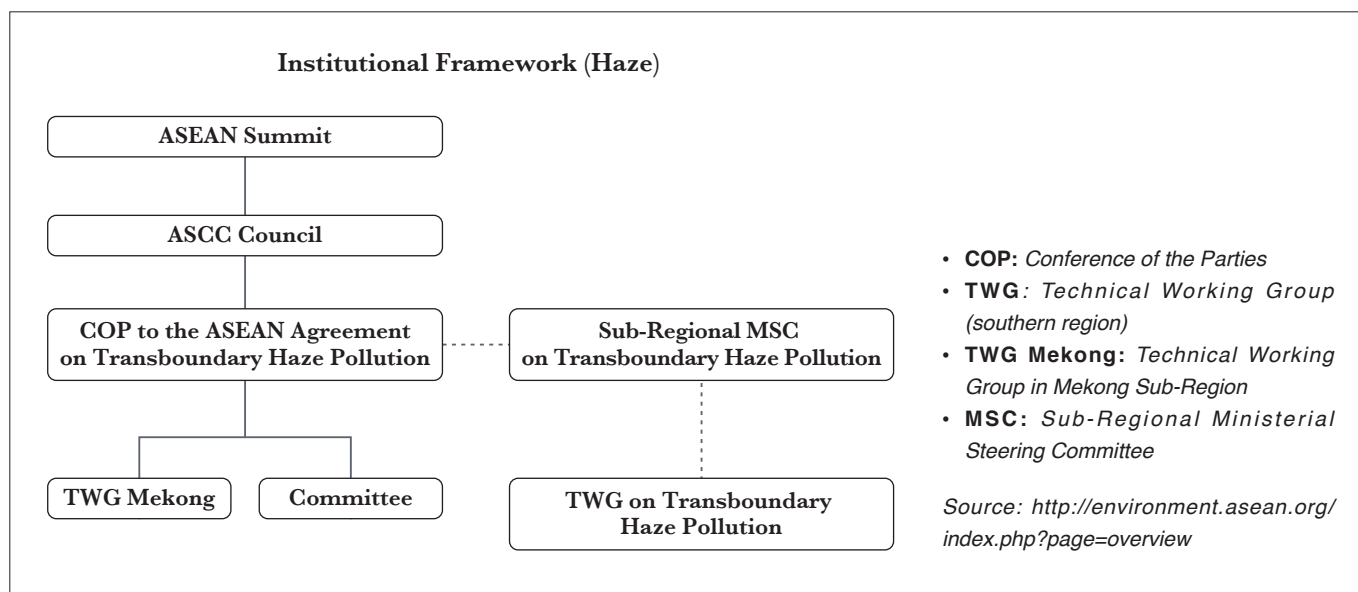 Institutional Framework (Haze)
ASEAN Summit
ASCC Council
COP to the ASEAN Agreement
on Transboundary Haze Pollution
Sub-Regional MSC
on Transboundary Haze Pollution
TWG Mekong
Committee
TWG on Transboundary
Haze Pollution
• COP: Conference of the Parties
• TWG: Technical Working Group
(southern region)
• TWG Mekong: Technical Working
Group in Mekong Sub-Region
• MSC: Sub-Regional Ministerial
Steering Committee
Source: http://environment.asean.org/
index.php?page=overview